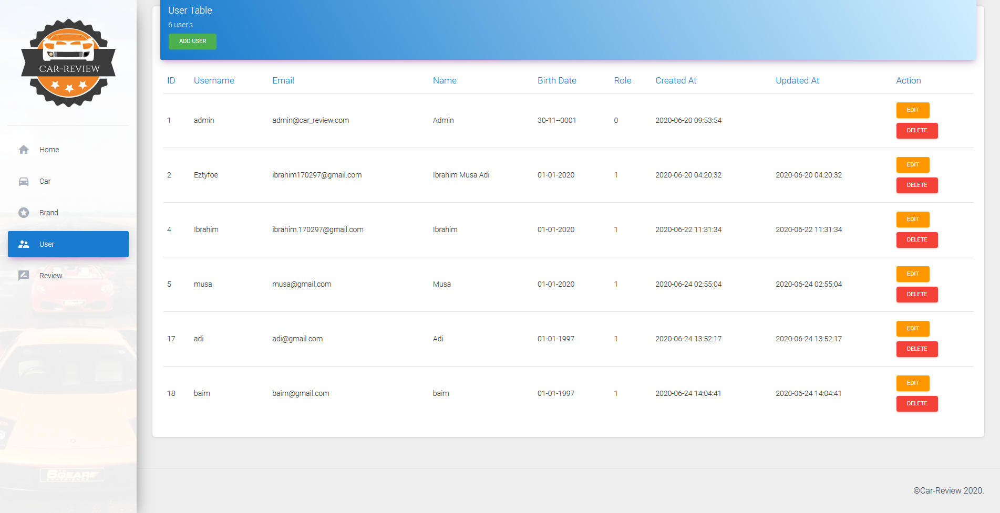 CAR-REVIEW
Home
Car
Brand
User
Review
6GEAR
EXPERIENCE
User Table
6 user's
ADD USER
ID Username Email Name Birth Date Role Created At Updated At Action
1 admin admin@car_review.com Admin 30-11--0001 0 2020-06-20 09:53:54 EDIT
DELETE
2 Eztyfoe ibrahim170297@gmail.com Ibrahim Musa Adi 01-01-2020 1 2020-06-20 04:20:32 2020-06-20 04:20:32 EDIT
DELETE
4 Ibrahim ibrahim.170297@gmail.com Ibrahim 01-01-2020 1 2020-06-22 11:31:34 2020-06-22 11:31:34 EDIT
DELETE
5 musa musa@gmail.com Musa 01-01-2020 1 2020-06-24 02:55:04 2020-06-24 02:55:04 EDIT
DELETE
17 adi adi@gmail.com Adi 01-01-1997 1 2020-06-24 13:52:17 2020-06-24 13:52:17 EDIT
DELETE
18 baim baim@gmail.com baim 01-01-1997 1 2020-06-24 14:04:41 2020-06-24 14:04:41 EDIT
DELETE
©Car-Review 2020.